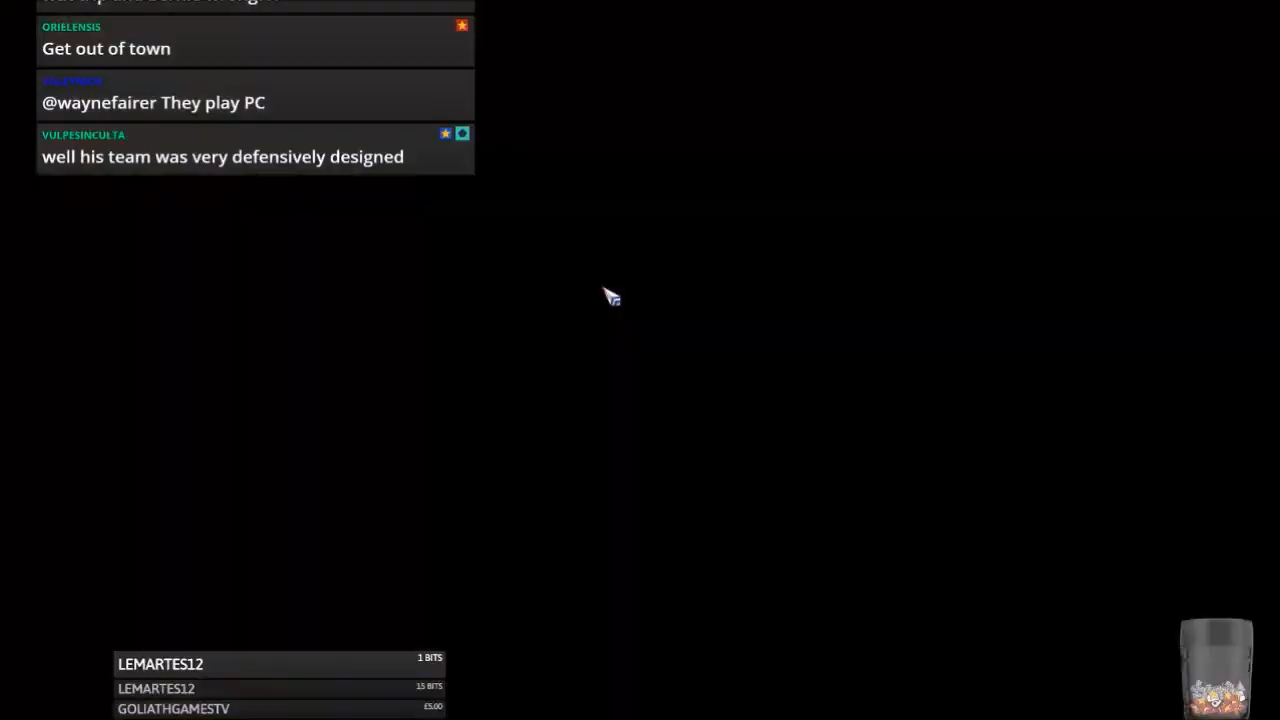 ORIELENSIS
Get out of town
@waynefairer They play PC
VULPESINCULTA
well his team was very defensively designed
LEMARTES12 1 BITS
LEMARTES12 15 BITS
GOLIATHGAMESTV £5.00